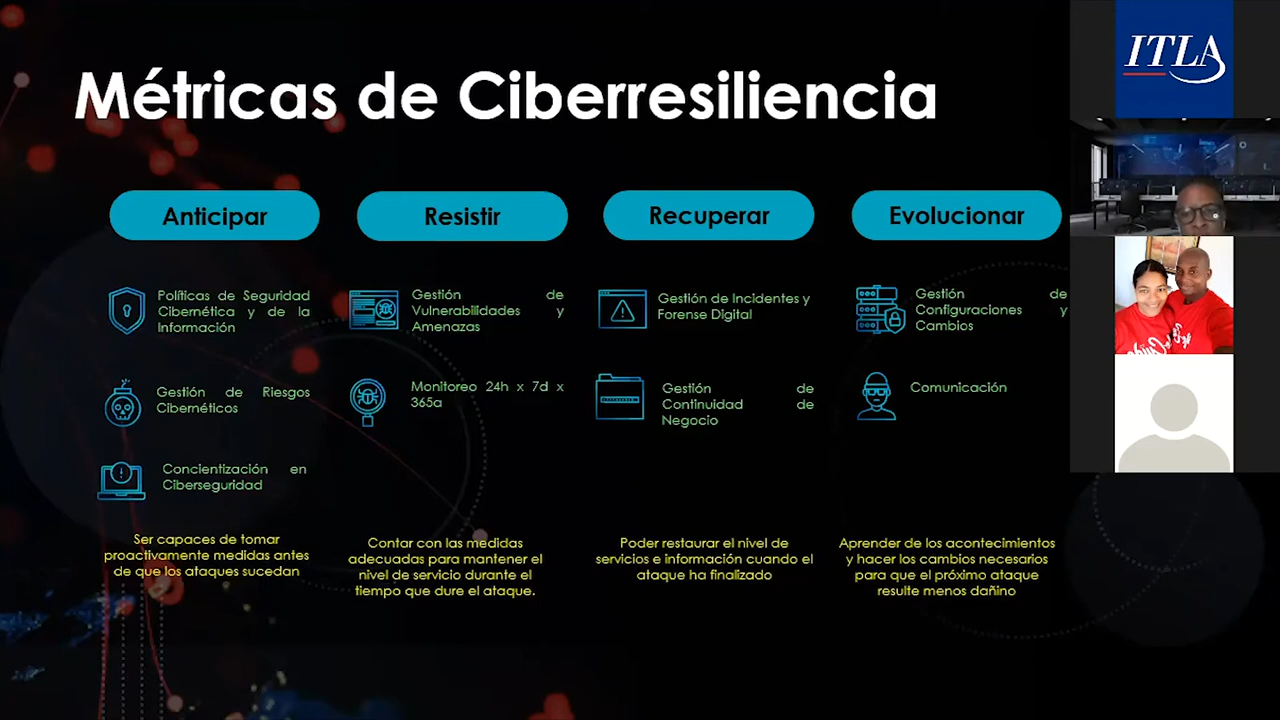 Métricas de Ciberresiliencia
ITLA
Anticipar
Políticas de Seguridad
Cibernética y de la
Información
Gestión de Riesgos
Cibernéticos
Concientización en
Ciberseguridad
Ser capaces de tomar
proactivamente medidas antes
de que los ataques sucedan
Resistir
Gestión de
Vulnerabilidades y
Amenazas
Monitoreo 24h x 7d x
365a
Contar con las medidas
adecuadas para mantener el
nivel de servicio durante el
tiempo que dure el ataque.
Recuperar
Gestión de Incidentes y
Forense Digital
Gestión de
Continuidad de
Negocio
Poder restaurar el nivel de
servicios e información cuando el
ataque ha finalizado
Evolucionar
Gestión de
Configuraciones y
Cambios
Comunicación
Aprender de los acontecimientos
y hacer los cambios necesarios
para que el próximo ataque
resulte menos dañino